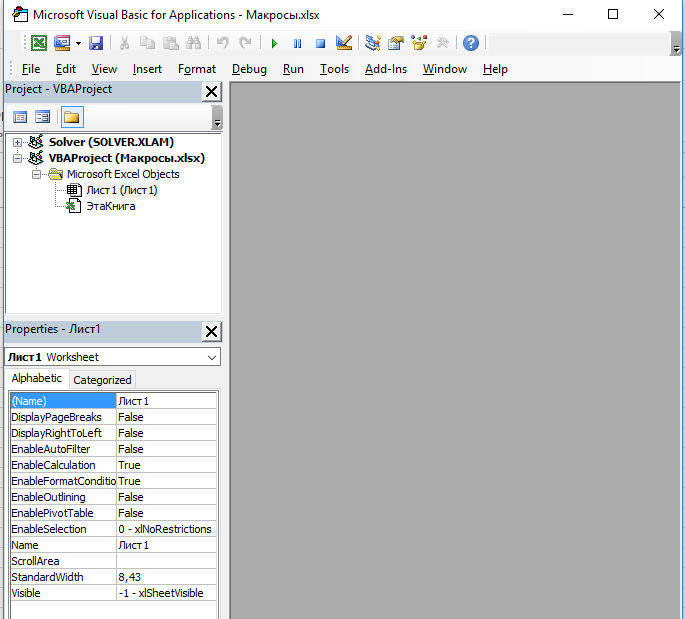 Microsoft Visual Basic for Applications - Макросы.xlsx
File Edit View Insert Format Debug Run Tools Add-Ins Window Help
Project - VBAProject
Solver (SOLVER.XLAM)
VBAProject (Макросы.xlsx)
Microsoft Excel Objects
Лист1 (Лист1)
ЭтаКнига
Properties - Лист1
Лист1 Worksheet
Alphabetic Categorized
(Name) Лист1
DisplayPageBreaks False
DisplayRightToLeft False
EnableAutoFilter False
EnableCalculation True
EnableFormatConditio True
EnableOutlining False
EnablePivotTable False
EnableSelection 0 - xlNoRestrictions
Name Лист1
ScrollArea
StandardWidth 8,43
Visible -1 - xlSheetVisible